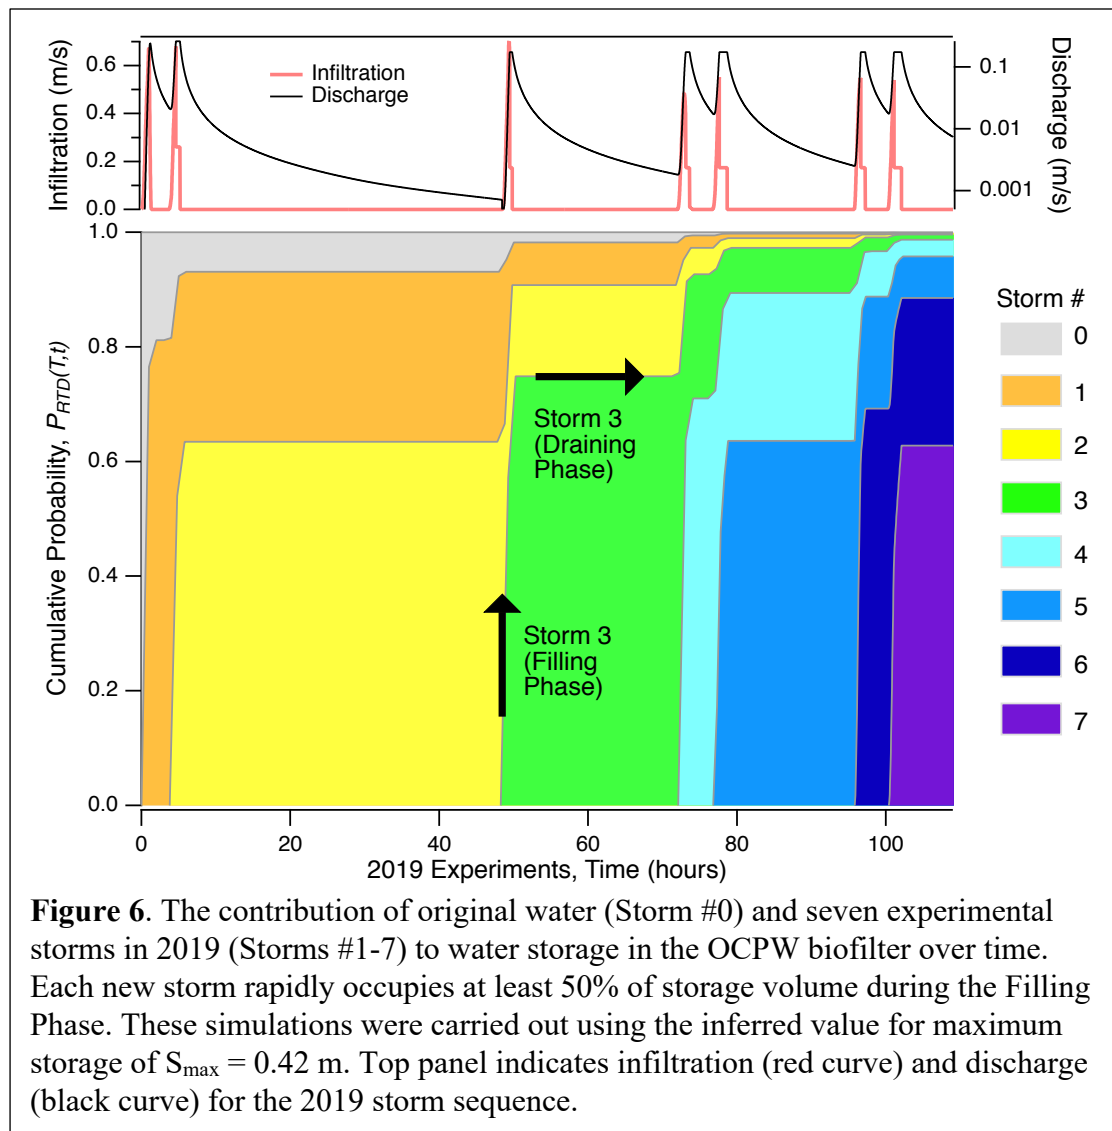 Infiltration (m/s)
0.6
0.4
0.2
0.0
Infiltration
Discharge
0.1
0.01
0.001
Discharge (m/s)
Cumulative Probability, P_RTD(T,t)
1.0
0.8
0.6
0.4
0.2
0.0
Storm 3
(Draining
Phase)
Storm 3
(Filling
Phase)
Storm #
0
1
2
3
4
5
6
7
0 20 40 60 80 100
2019 Experiments, Time (hours)
Figure 6. The contribution of original water (Storm #0) and seven experimental
storms in 2019 (Storms #1-7) to water storage in the OCPW biofilter over time.
Each new storm rapidly occupies at least 50% of storage volume during the Filling
Phase. These simulations were carried out using the inferred value for maximum
storage of Smax = 0.42 m. Top panel indicates infiltration (red curve) and discharge
(black curve) for the 2019 storm sequence.